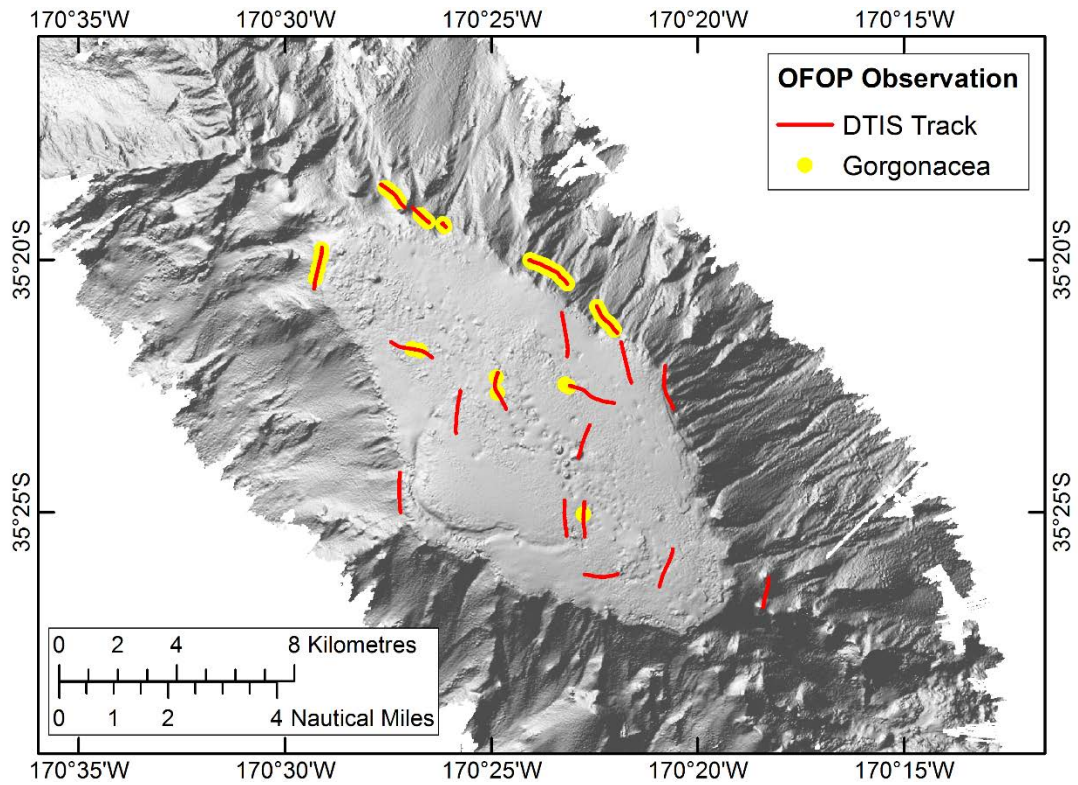 170°35'W 170°30'W 170°25'W 170°20'W 170°15'W
OFOP Observation
DTIS Track
Gorgonacea
35°20'S 35°20'S
35°25'S 35°25'S
0 2 4 8 Kilometres
0 1 2 4 Nautical Miles
170°35'W 170°30'W 170°25'W 170°20'W 170°15'W